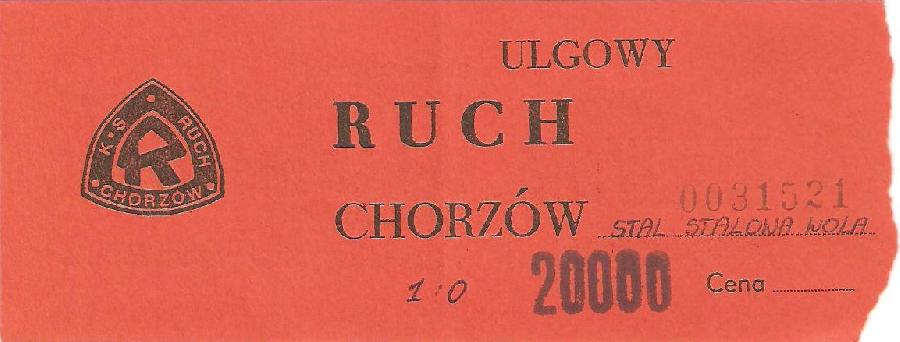 ULGOWY
K·S RUCH
CHORZÓW
R
RUCH
CHORZÓW
0031521
STAL STALOWA WOLA
1:0
20000
Cena